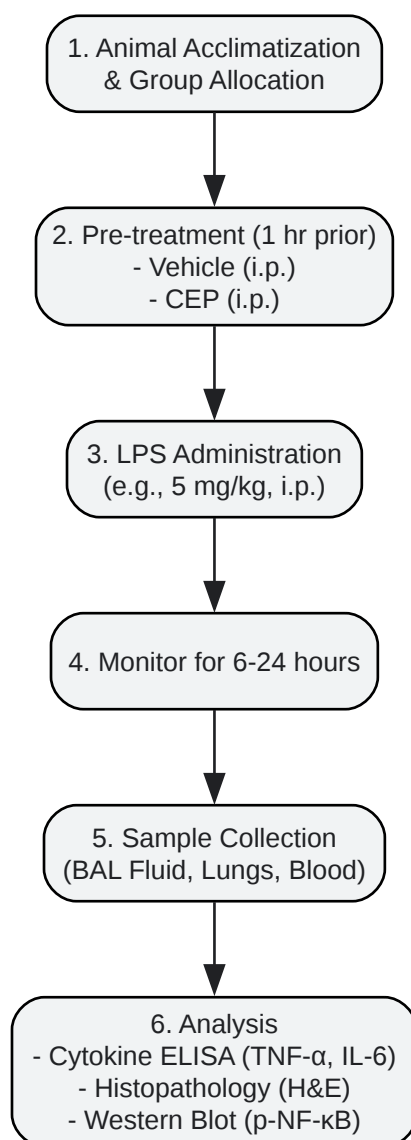 1. Animal Acclimatization
& Group Allocation
2. Pre-treatment (1 hr prior)
- Vehicle (i.p.)
- CEP (i.p.)
3. LPS Administration
(e.g., 5 mg/kg, i.p.)
4. Monitor for 6-24 hours
5. Sample Collection
(BAL Fluid, Lungs, Blood)
6. Analysis
- Cytokine ELISA (TNF-α, IL-6)
- Histopathology (H&E)
- Western Blot (p-NF-κB)